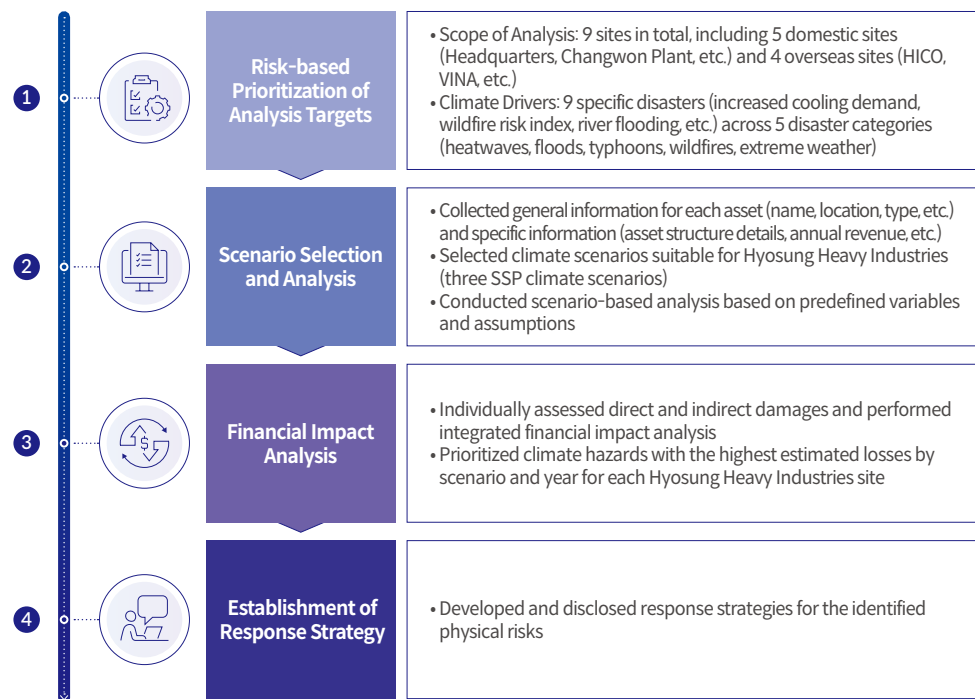 1
Risk-based
Prioritization of
Analysis Targets
• Scope of Analysis: 9 sites in total, including 5 domestic sites
(Headquarters, Changwon Plant, etc.) and 4 overseas sites (HICO,
VINA, etc.)
• Climate Drivers: 9 specific disasters (increased cooling demand,
wildfire risk index, river flooding, etc.) across 5 disaster categories
(heatwaves, floods, typhoons, wildfires, extreme weather)
2
Scenario Selection
and Analysis
• Collected general information for each asset (name, location, type, etc.)
and specific information (asset structure details, annual revenue, etc.)
• Selected climate scenarios suitable for Hyosung Heavy Industries
(three SSP climate scenarios)
• Conducted scenario-based analysis based on predefined variables
and assumptions
3
$
Financial Impact
Analysis
• Individually assessed direct and indirect damages and performed
integrated financial impact analysis
• Prioritized climate hazards with the highest estimated losses by
scenario and year for each Hyosung Heavy Industries site
4
Establishment of
Response Strategy
• Developed and disclosed response strategies for the identified
physical risks